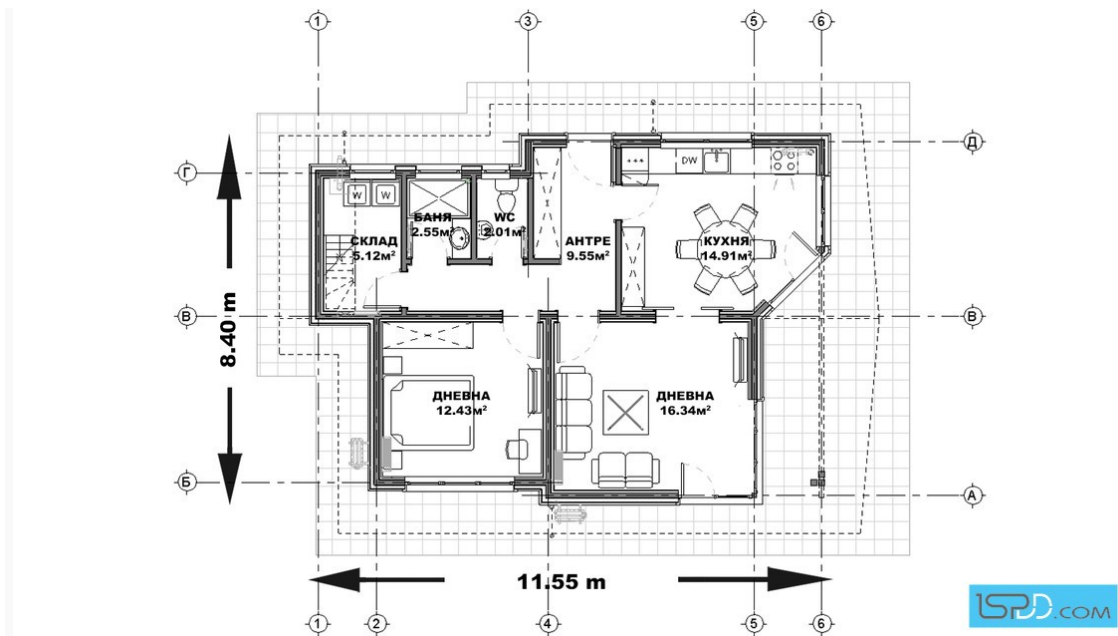 1
3
5
6
Д
Г
DW
W W
БАНЯ
2.55м²
WC
2.01м²
СКЛАД
5.12м²
АНТРЕ
9.55м²
КУХНЯ
14.91м²
В
В
8.40 m
ДНЕВНА
12.43м²
ДНЕВНА
16.34м²
Б
А
11.55 m
1
2
4
5
6
1SPDD.COM